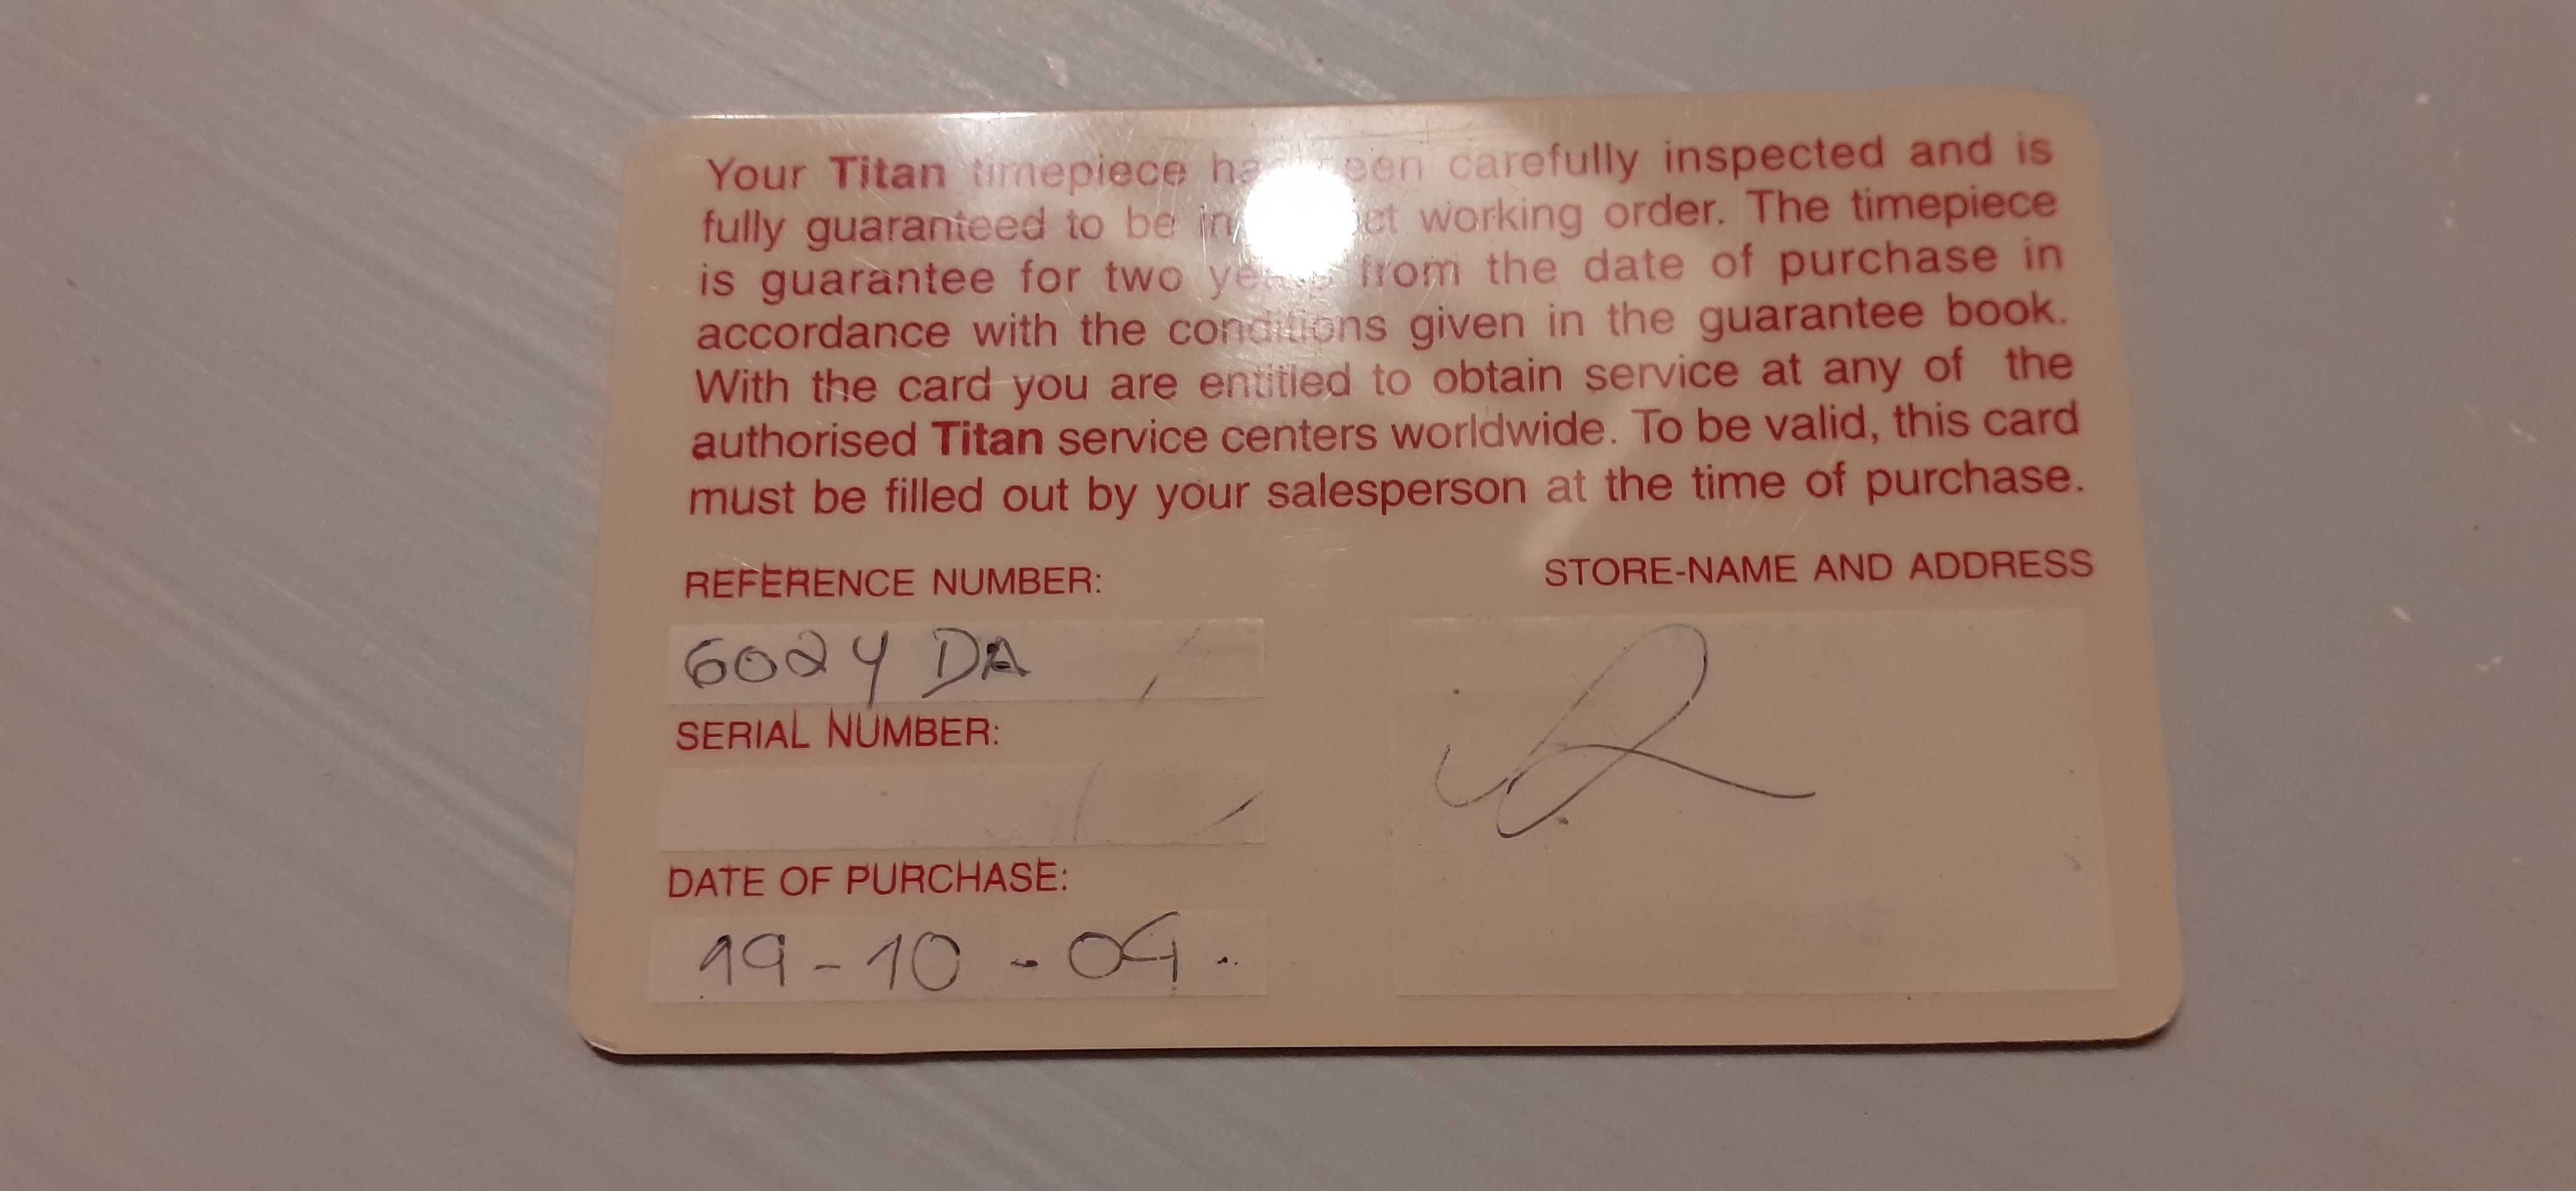 Your Titan timepiece has been carefully inspected and is
fully guaranteed to be in working order. The timepiece
is guarantee for two years from the date of purchase in
accordance with the conditions given in the guarantee book.
With the card you are entitled to obtain service at any of the
authorised Titan service centers worldwide. To be valid, this card
must be filled out by your salesperson at the time of purchase.
REFERENCE NUMBER:
STORE-NAME AND ADDRESS
6024 DA
SERIAL NUMBER:
DATE OF PURCHASE:
19-10-04.